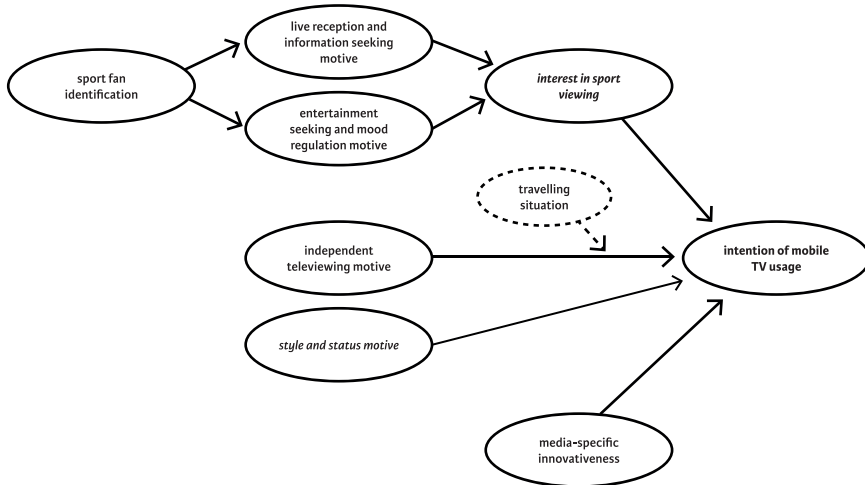 live reception and
information seeking
motive
sport fan
identification
interest in sport
viewing
entertainment
seeking and mood
regulation motive
travelling
situation
independent
televiewing motive
intention of mobile
TV usage
style and status motive
media-specific
innovativeness